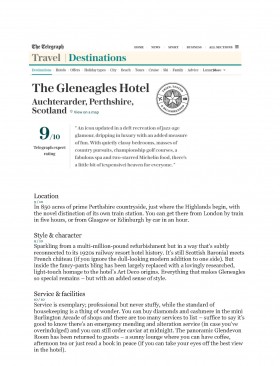 The Telegraph
HOME NEWS SPORT BUSINESS ALL SECTIONS
Travel | Destinations
Destinations Hotels Offers Holiday types City Beach Tours Cruise Ski Family Advice Luxury More
The Gleneagles Hotel
Auchterarder, Perthshire,
Scotland View on a map
9/10
Telegraph expert
rating
"An icon updated in a deft recreation of jazz age
glamour, dripping in luxury with an added measure
of fun. With quietly classy bedrooms, masses of
country pursuits, championship golf courses, a
fabulous spa and two-starred Michelin food, there's
a little bit of (expensive) heaven for everyone."
Location
9/10
In 850 acres of prime Perthshire countryside, just where the Highlands begin, with
the novel distinction of its own train station. You can get there from London by train
in five hours, or from Glasgow or Edinburgh by car in an hour.
Style & character
9/10
Sparkling from a multi-million-pound refurbishment but in a way that's subtly
reconnected to its 1920s railway resort hotel history. It's still Scottish Baronial meets
French château (if you ignore the dull-looking modern addition to one side). But
inside the fancy-pants bling has been largely replaced with a lovingly researched,
light-touch homage to the hotel's Art Deco origins. Everything that makes Gleneagles
so special remains – but with an added sense of style.
Service & facilities
10/10
Service is exemplary; professional but never stuffy, while the standard of
housekeeping is a thing of wonder. You can buy diamonds and cashmere in the mini
Burlington Arcade of shops and there are too many services to list – suffice to say it's
good to know there's an emergency mending and alteration service (in case you've
overindulged) and you can still order caviar at midnight. The panoramic Glendevon
Room has been returned to guests – a sunny lounge where you can have coffee,
afternoon tea or just read a book in peace (if you can take your eyes off the best view
in the hotel).